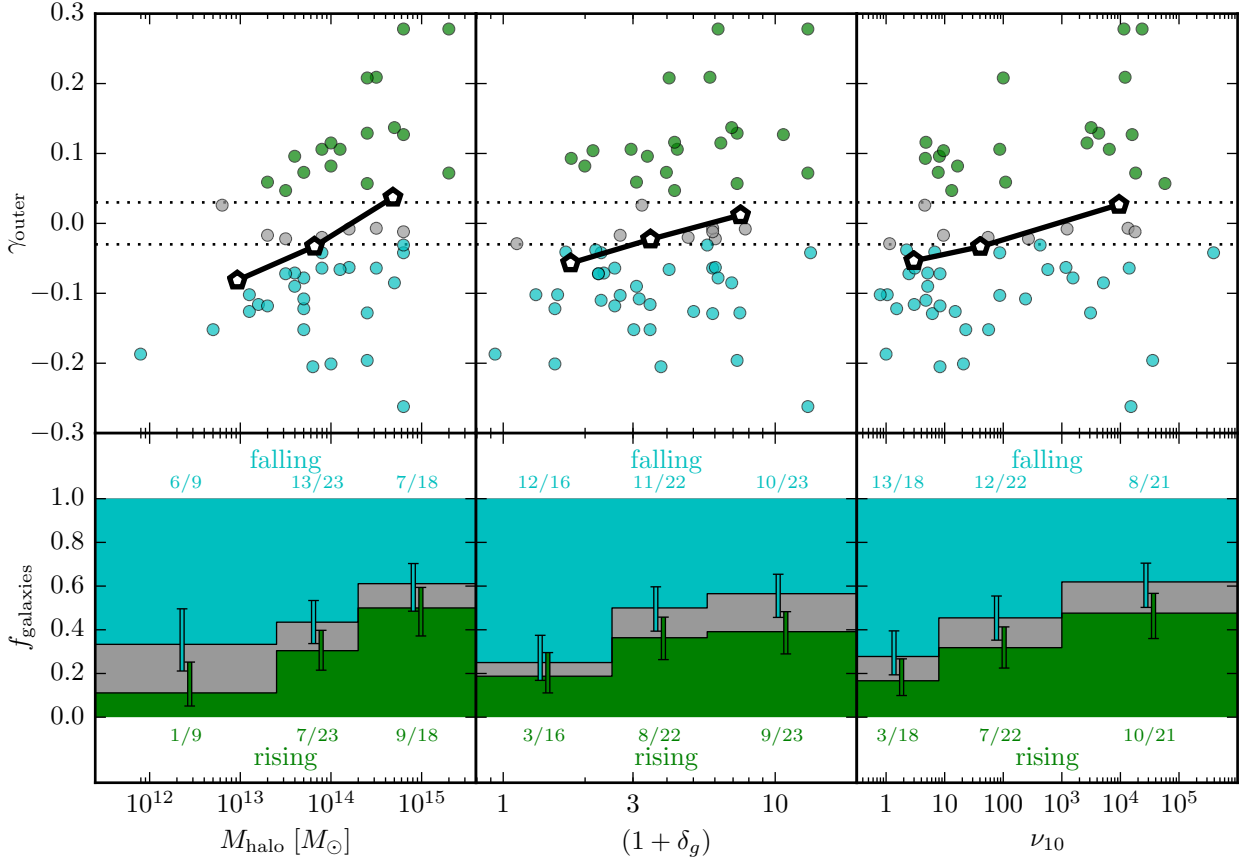 0.3
0.2
0.1
0.0
−0.1
−0.2
−0.3
γouter
falling
6/9
13/23
7/18
falling
12/16
11/22
10/23
falling
13/18
12/22
8/21
1.0
0.8
0.6
0.4
0.2
0.0
fgalaxies
1/9
7/23
9/18
rising
3/16
8/22
9/23
rising
3/18
7/22
10/21
rising
10¹² 10¹³ 10¹⁴ 10¹⁵
1 3 10
1 10 100 10³ 10⁴ 10⁵
Mhalo [M⊙]
(1 + δg)
ν10